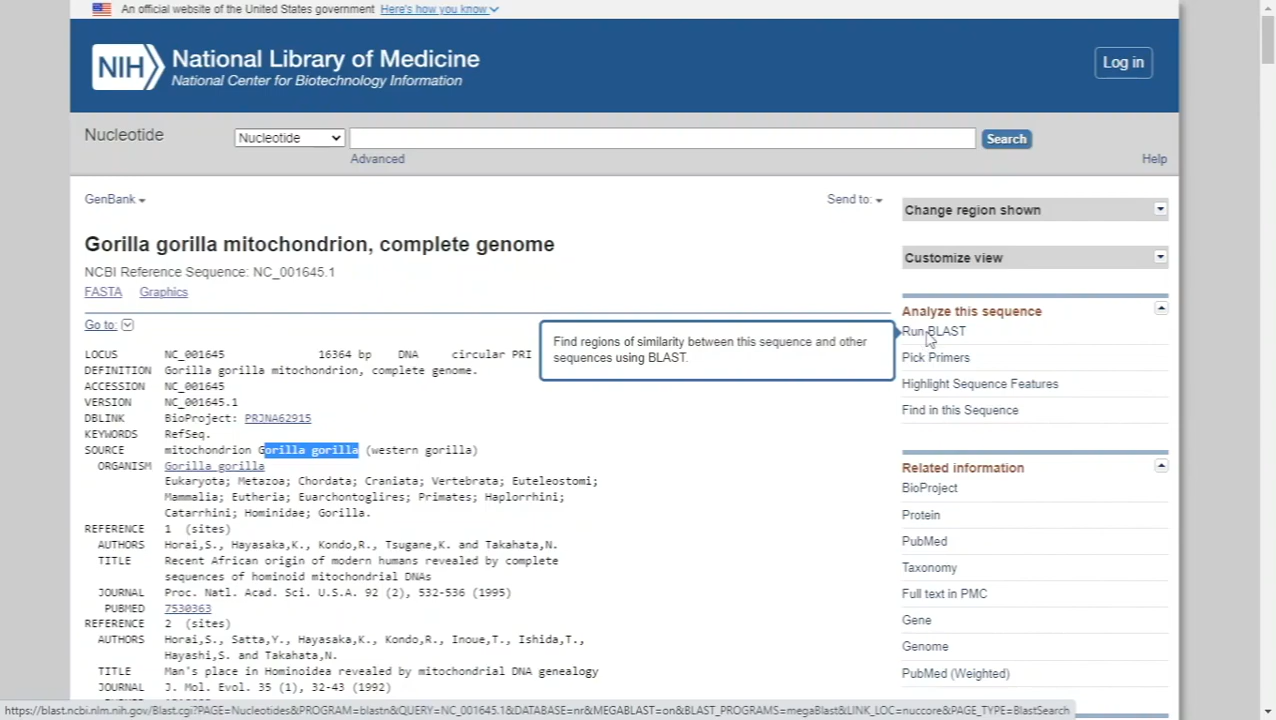 An official website of the United States government Here's how you know
NIH National Library of Medicine
National Center for Biotechnology Information
Log in
Nucleotide Nucleotide Search
Advanced Help
GenBank Send to:
Change region shown
Gorilla gorilla mitochondrion, complete genome
NCBI Reference Sequence: NC_001645.1
FASTA Graphics
Customize view
Go to:
Analyze this sequence
Run BLAST
Find regions of similarity between this sequence and other
sequences using BLAST.
Pick Primers
Highlight Sequence Features
Find in this Sequence
LOCUS NC_001645 16364 bp DNA circular PRI
DEFINITION Gorilla gorilla mitochondrion, complete genome.
ACCESSION NC_001645
VERSION NC_001645.1
DBLINK BioProject: PRJNA62915
KEYWORDS RefSeq.
SOURCE mitochondrion Gorilla gorilla (western gorilla)
ORGANISM Gorilla gorilla
Eukaryota; Metazoa; Chordata; Craniata; Vertebrata; Euteleostomi;
Mammalia; Eutheria; Euarchontoglires; Primates; Haplorrhini;
Catarrhini; Hominidae; Gorilla.
REFERENCE 1 (sites)
AUTHORS Horai,S., Hayasaka,K., Kondo,R., Tsugane,K. and Takahata,N.
TITLE Recent African origin of modern humans revealed by complete
sequences of hominoid mitochondrial DNAs
JOURNAL Proc. Natl. Acad. Sci. U.S.A. 92 (2), 532-536 (1995)
PUBMED 7530363
REFERENCE 2 (sites)
AUTHORS Horai,S., Satta,Y., Hayasaka,K., Kondo,R., Inoue,T., Ishida,T.,
Hayashi,S. and Takahata,N.
TITLE Man's place in Hominoidea revealed by mitochondrial DNA genealogy
JOURNAL J. Mol. Evol. 35 (1), 32-43 (1992)
Related information
BioProject
Protein
PubMed
Taxonomy
Full text in PMC
Gene
Genome
PubMed (Weighted)
https://blast.ncbi.nlm.nih.gov/Blast.cgi?PAGE=Nucleotides&PROGRAM=blastn&QUERY=NC_001645.1&DATABASE=nr&MEGABLAST=on&BLAST_PROGRAMS=megaBlast&LINK_LOC=nuccore&PAGE_TYPE=BlastSearch